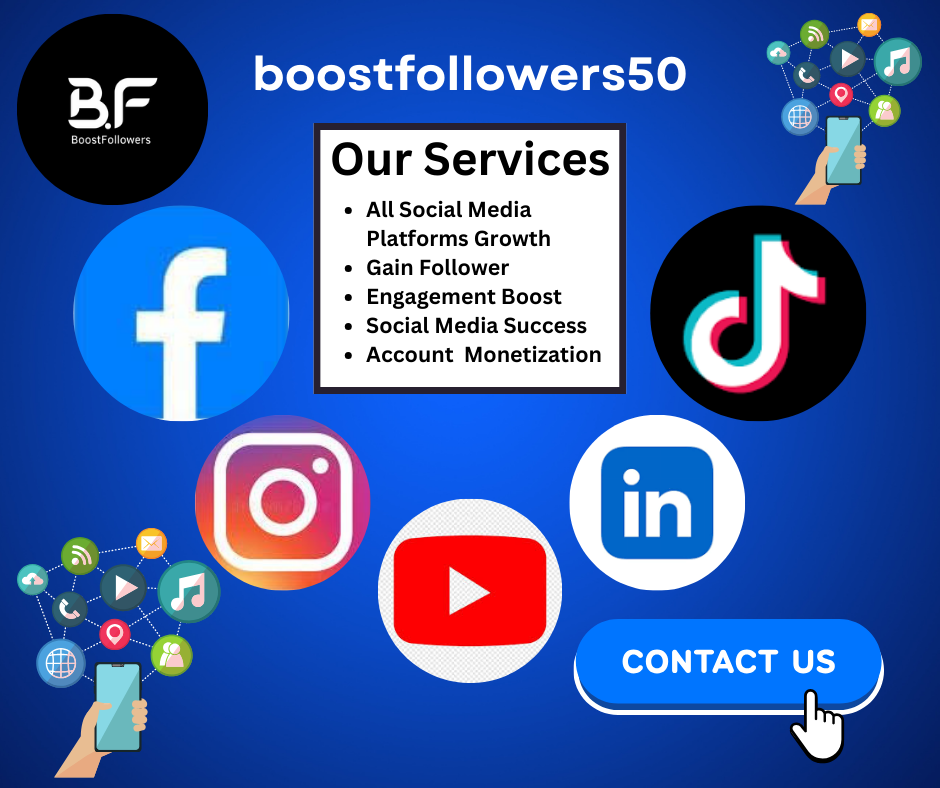 B.F
BoostFollowers
boostfollowers50
Our Services
• All Social Media
Platforms Growth
• Gain Follower
• Engagement Boost
• Social Media Success
• Account  Monetization
f
in
CONTACT US